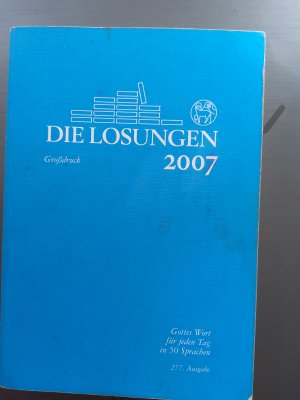 DIE LOSUNGEN
Großdruck
2007
Gottes Wort
für jeden Tag
in 50 Sprachen
277. Ausgabe